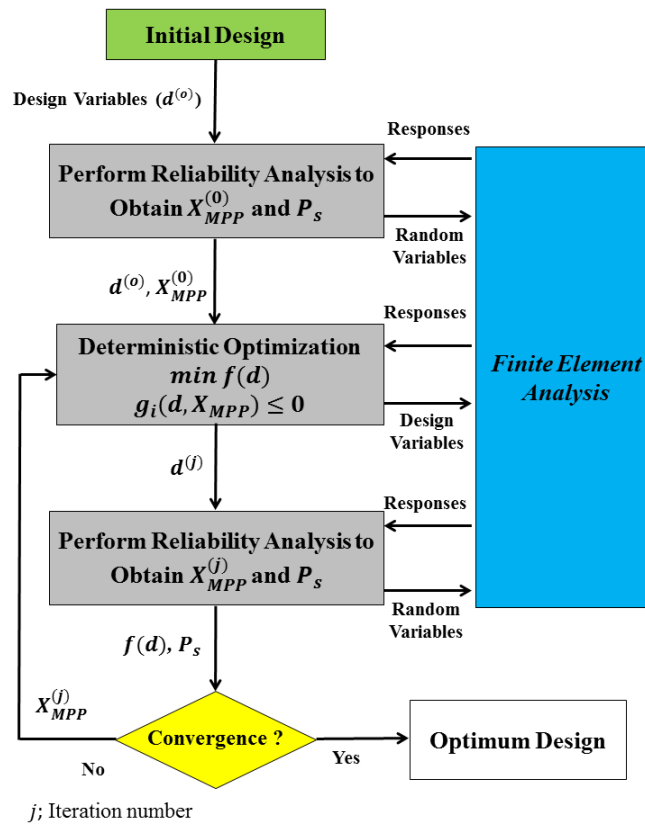 Initial Design
Design Variables (d^(o))
Responses
Perform Reliability Analysis to
Obtain X_MPP^(0) and P_s
Random
Variables
d^(o), X_MPP^(0)
Responses
Deterministic Optimization
min f(d)
g_i(d, X_MPP) ≤ 0
Finite Element
Analysis
Design
Variables
d^(j)
Responses
Perform Reliability Analysis to
Obtain X_MPP^(j) and P_s
Random
Variables
f(d), P_s
X_MPP^(j)
Convergence ?
No
Yes
Optimum Design
j; Iteration number